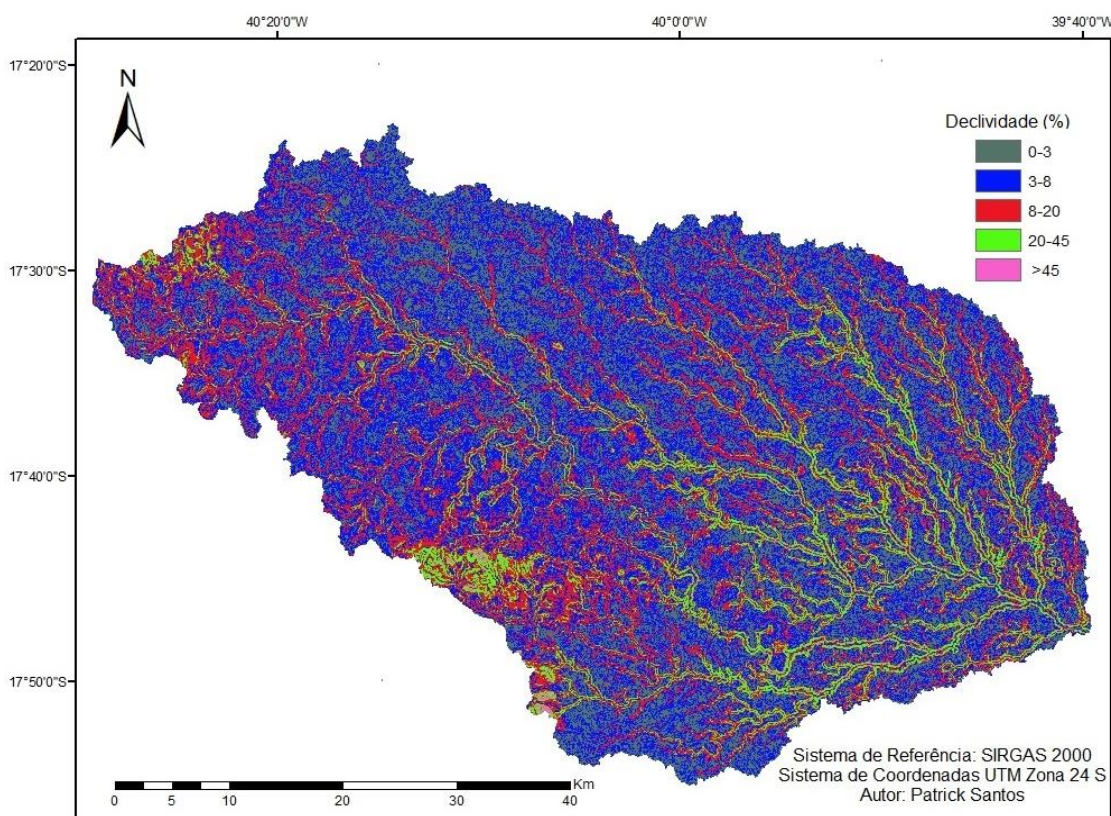 40°20'0"W
40°00'0"W
39°40'0"W
17°20'0"S
N
Declividade (%)
0-3
3-8
8-20
20-45
>45
17°30'0"S
17°40'0"S
17°50'0"S
Sistema de Referência: SIRGAS 2000
Sistema de Coordenadas UTM Zona 24 S
Autor: Patrick Santos
Km
0 5 10 20 30 40